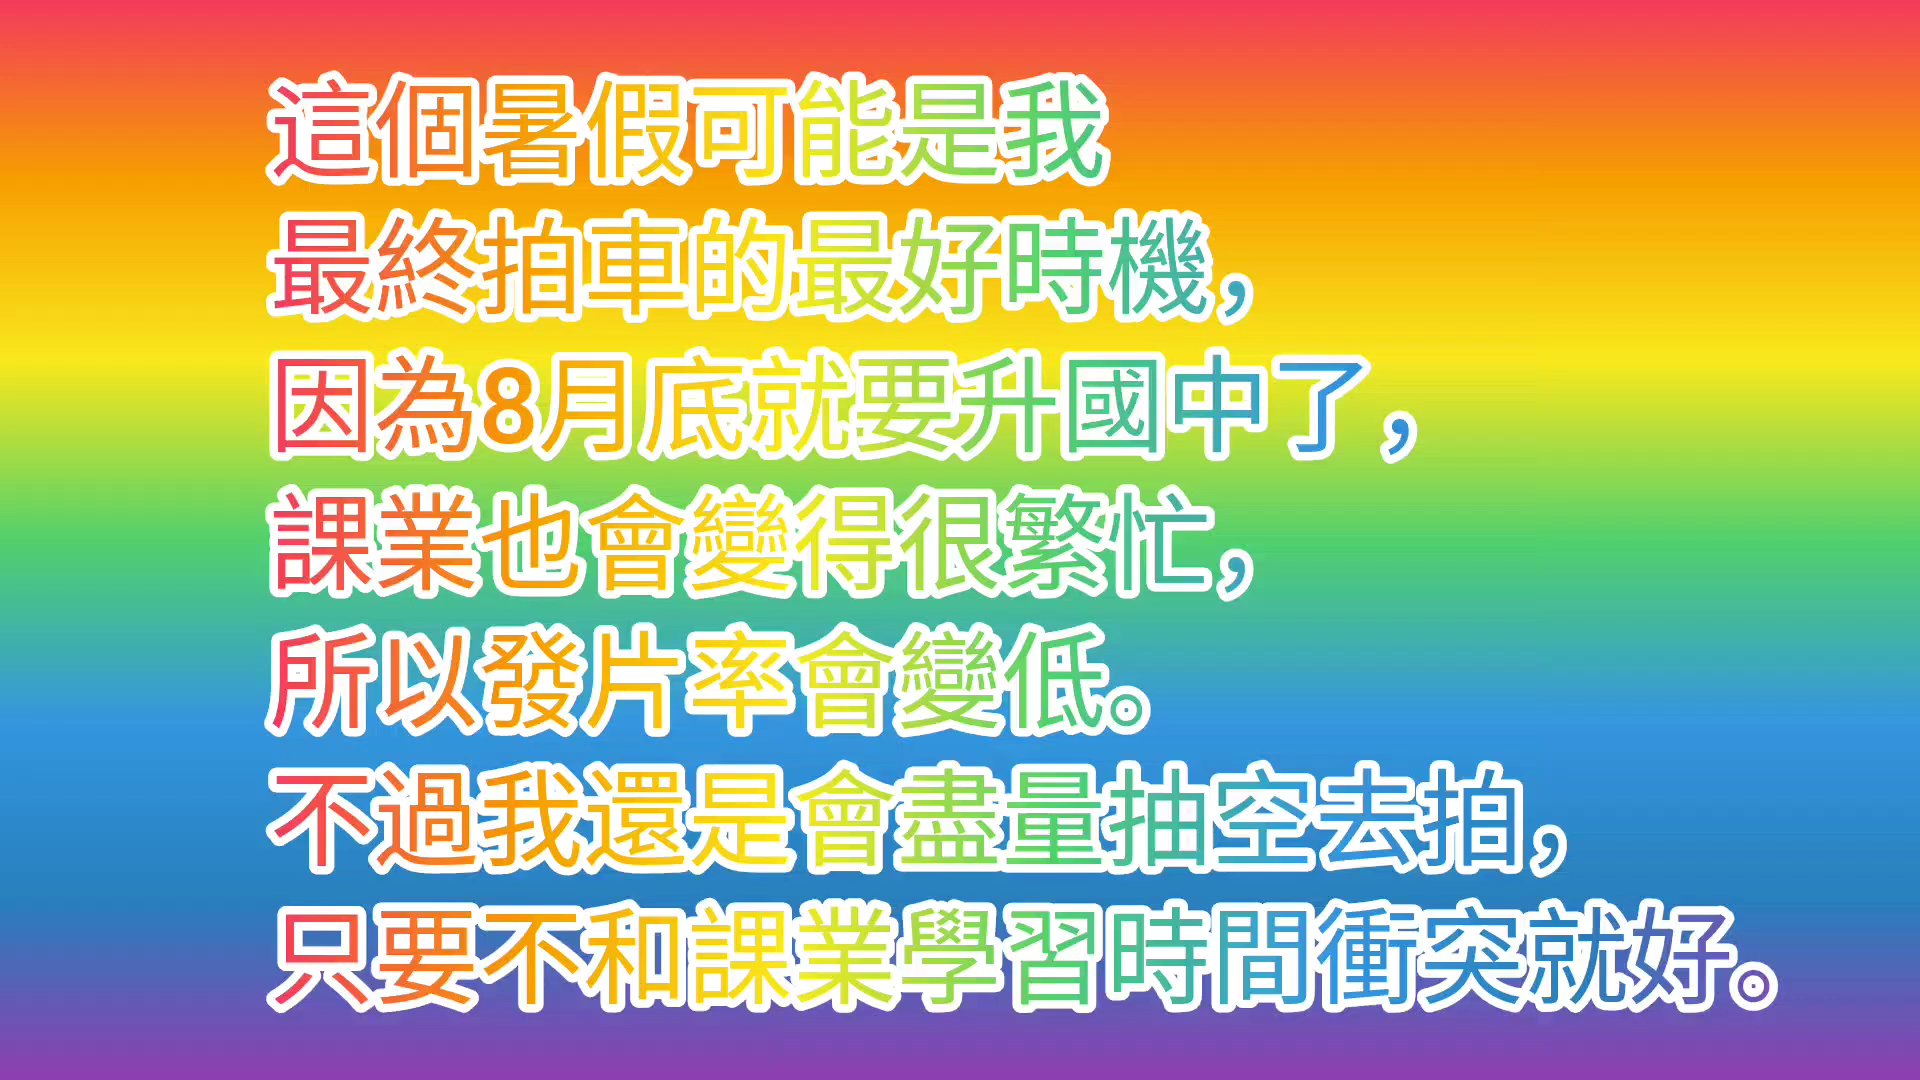 這個暑假可能是我
最終拍車的最好時機，
因為8月底就要升國中了，
課業也會變得很繁忙，
所以發片率會變低。
不過我還是會盡量抽空去拍，
只要不和課業學習時間衝突就好。